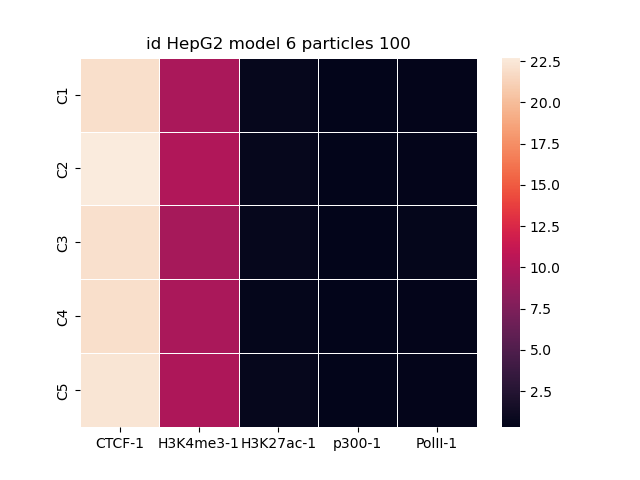 id HepG2 model 6 particles 100
C1
C2
C3
C4
C5
CTCF-1 H3K4me3-1 H3K27ac-1 p300-1 PolII-1
22.5
20.0
17.5
15.0
12.5
10.0
7.5
5.0
2.5